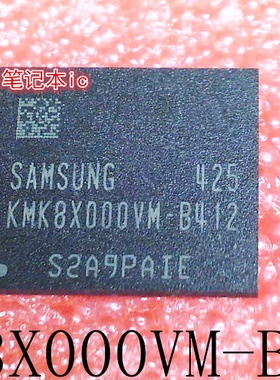 笔记本ic
SAMSUNG 425
KMK8X000VM-B412
S2A9PAIE
8X000VM-B